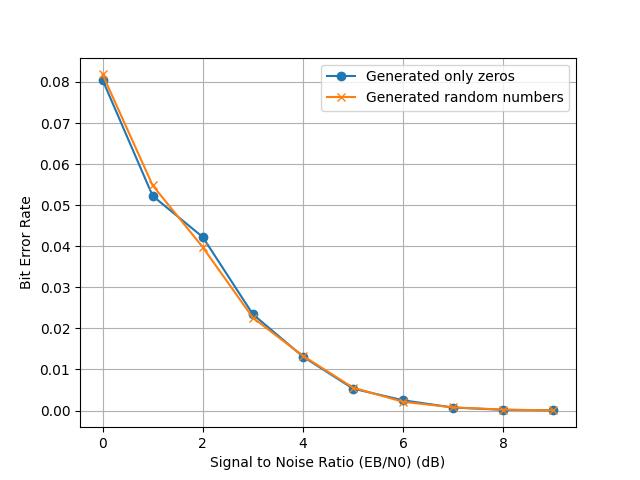 Generated only zeros
Generated random numbers
Bit Error Rate
0.08
0.07
0.06
0.05
0.04
0.03
0.02
0.01
0.00
0 2 4 6 8
Signal to Noise Ratio (EB/N0) (dB)